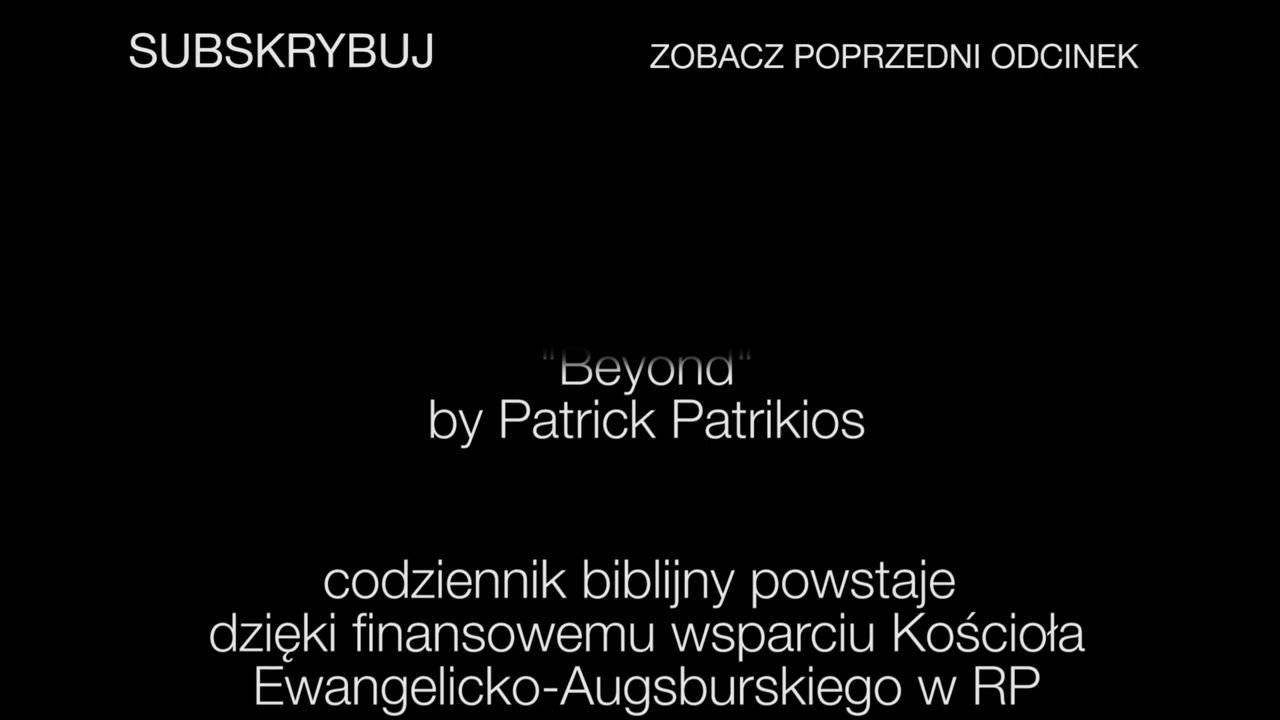 SUBSKRYBUJ
ZOBACZ POPRZEDNI ODCINEK
"Beyond"
by Patrick Patrikios
codziennik biblijny powstaje
dzięki finansowemu wsparciu Kościoła
Ewangelicko-Augsburskiego w RP